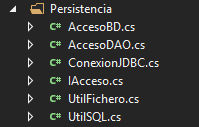 Persistencia
C# AccesoBD.cs
C# AccesoDAO.cs
C# ConexionJDBC.cs
C# IAcceso.cs
C# UtilFichero.cs
C# UtilSQL.cs